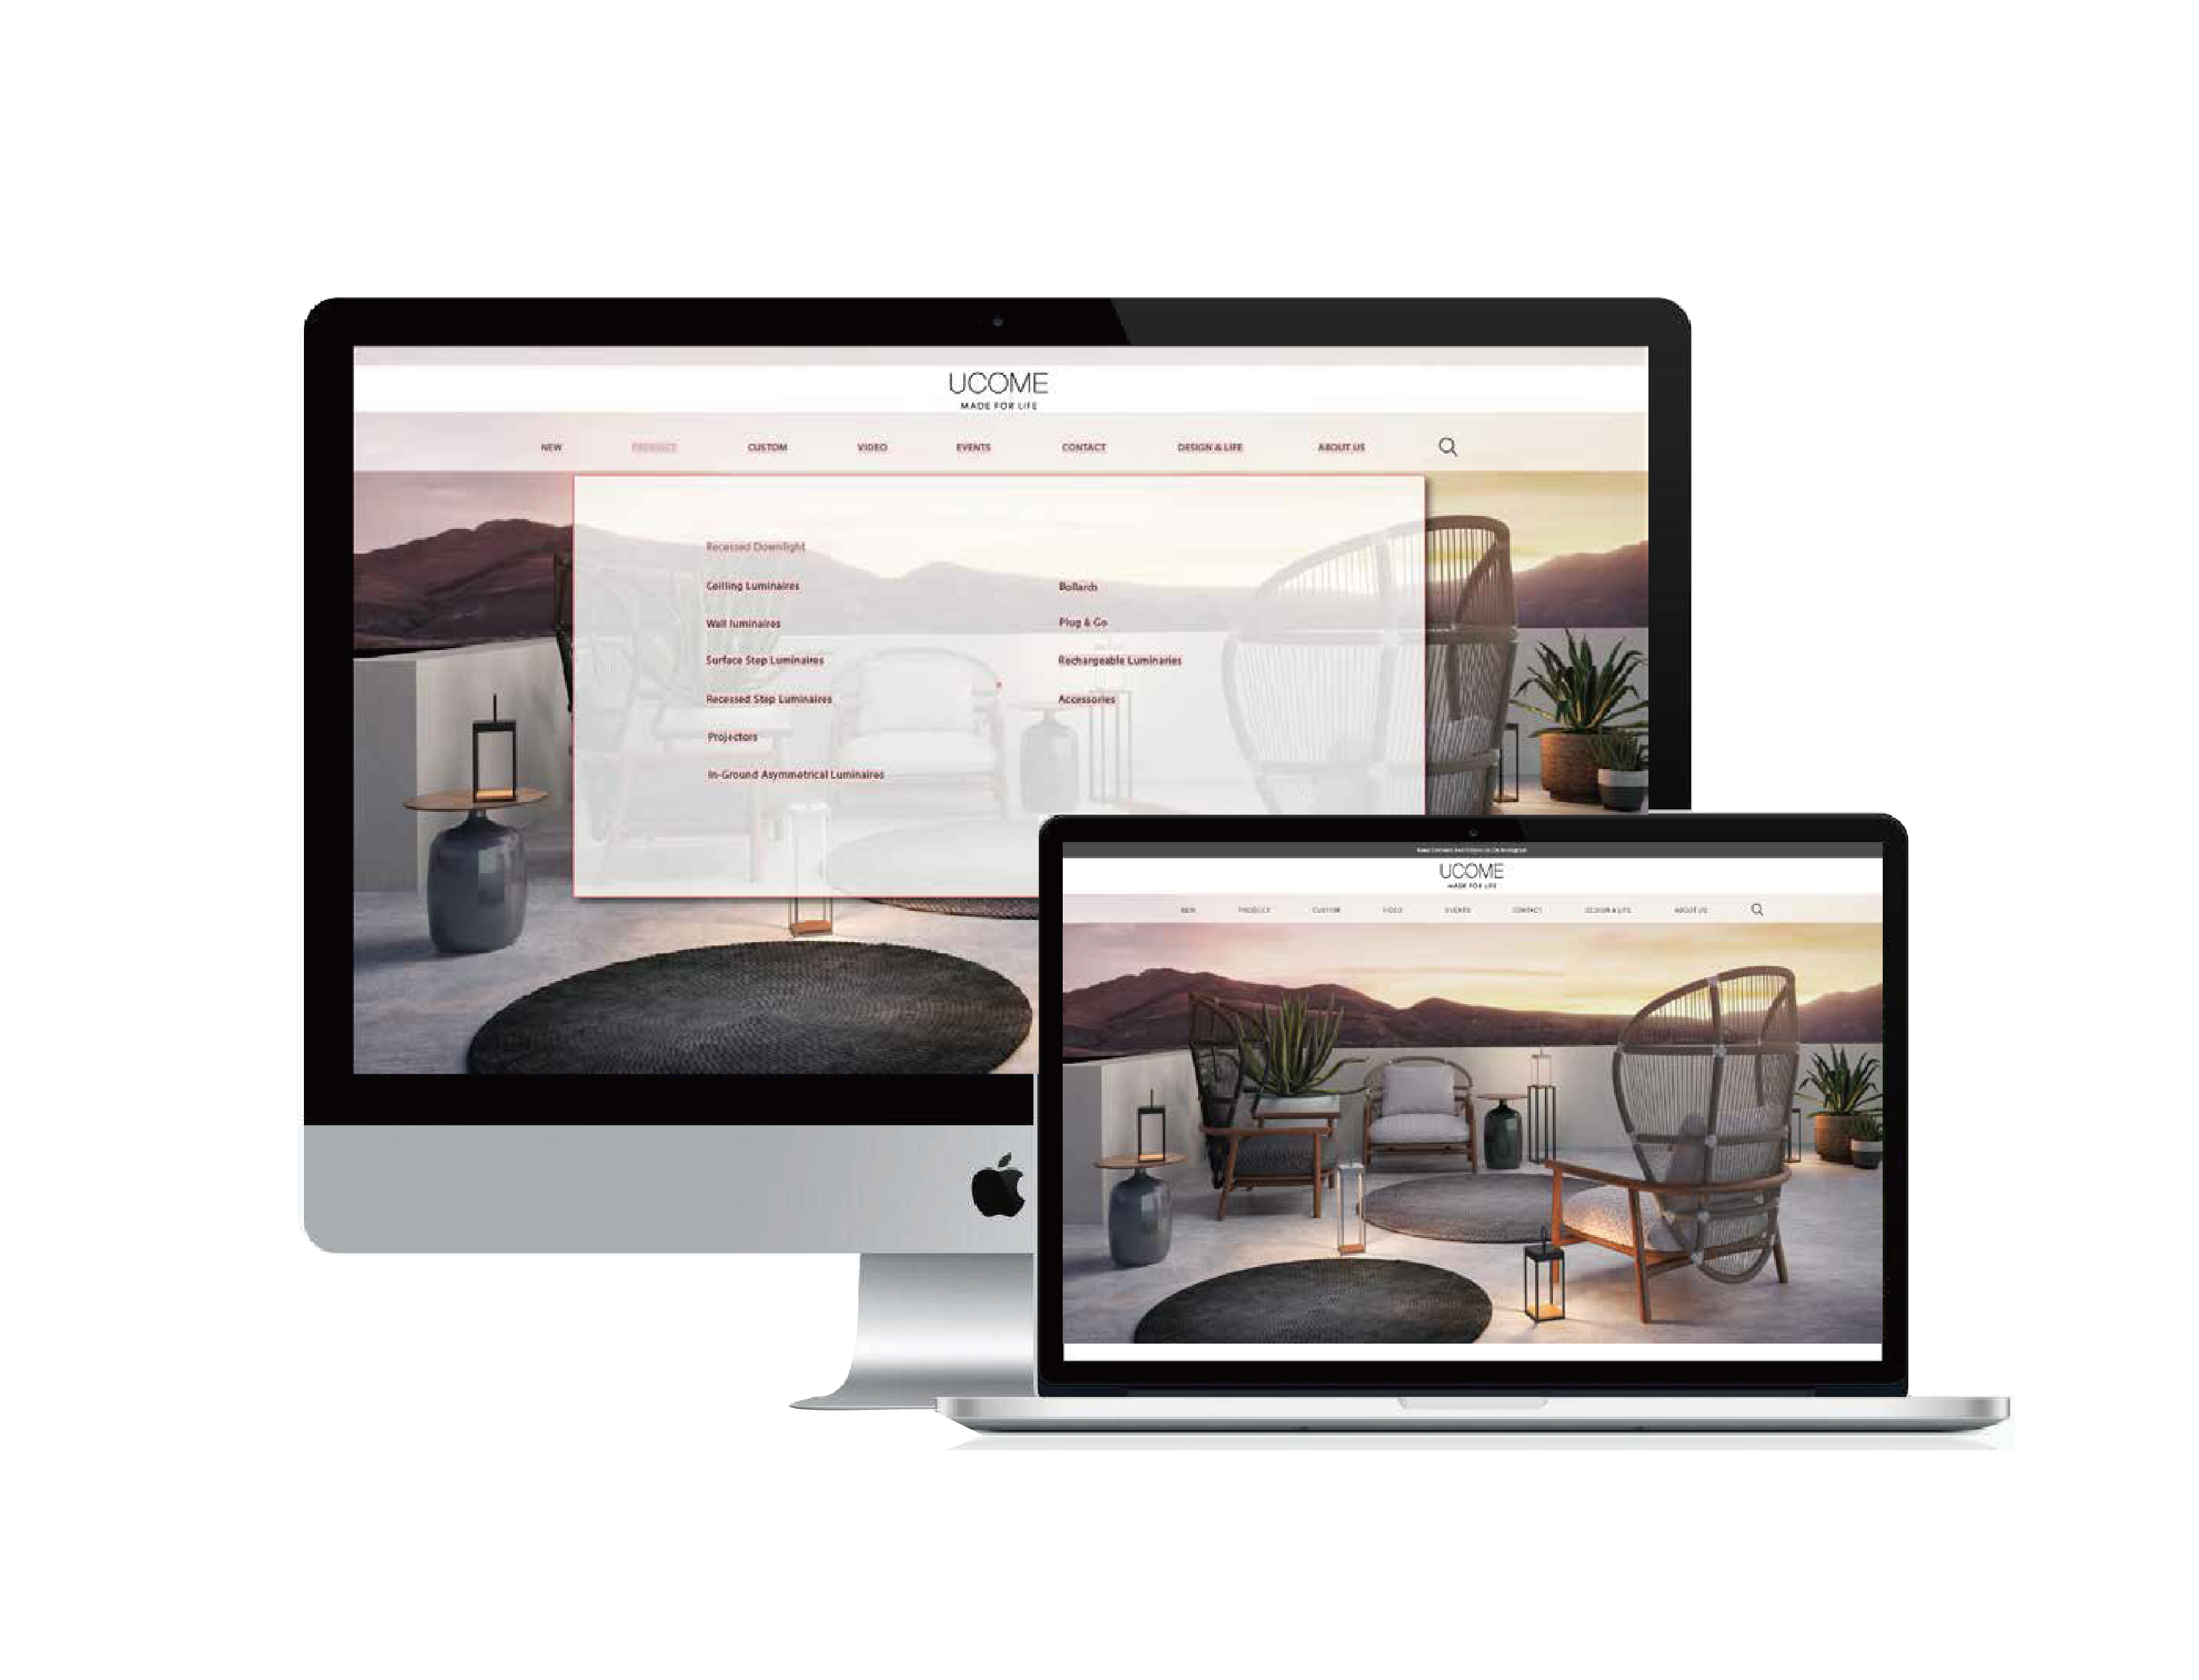 UCOME
MADE FOR LIFE
NEW PRODUCT CUSTOM VIDEO EVENTS CONTACT DESIGN & LIFE ABOUT US
Recessed Downlight
Ceilling Luminaires
Wall luminaires
Surface Step Luminaires
Recessed Step Luminaires
Projectors
In-Ground Asymmetrical Luminaires
Bollards
Plug & Go
Rechargeable Luminaries
Accessories
UCOME
MADE FOR LIFE
NEW PRODUCT CUSTOM VIDEO EVENTS CONTACT DESIGN & LIFE ABOUT US